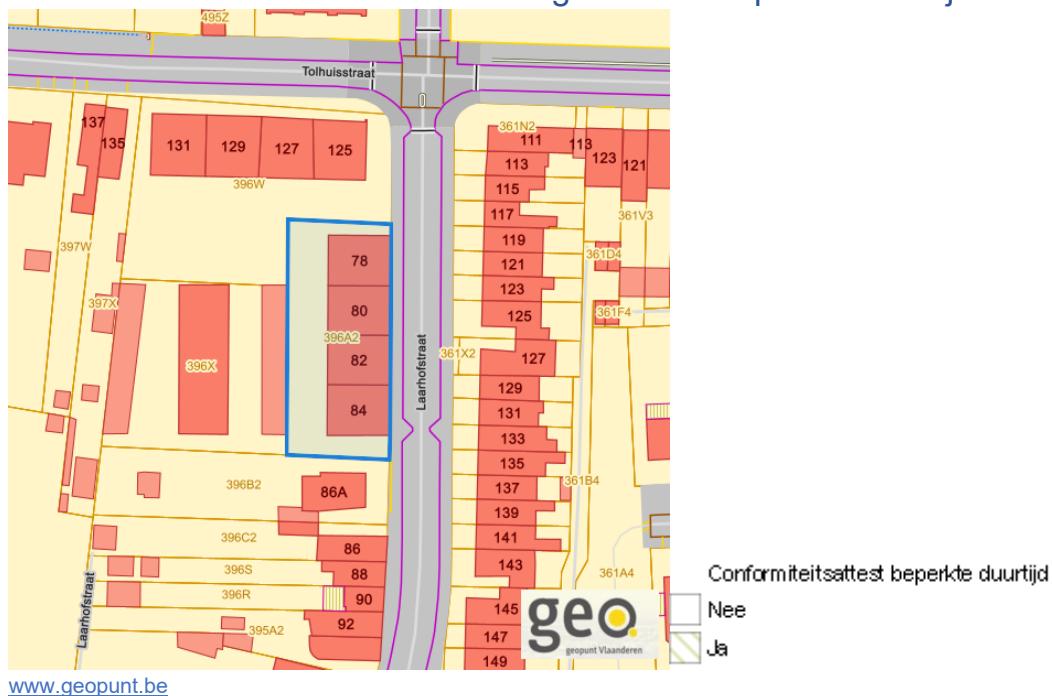 495Z
Tolhuisstraat
137
135
131
129
127
125
396W
361N2
111
113
123
121
113
115
117
361V3
119
397W
361D4
78
121
123
397X
80
125
361F4
396A2
127
396X
82
Laarhofstraat
361X2
129
84
131
133
135
396B2
86A
137
361B4
139
396C2
141
86
143
396S
88
361A4
396R
90
145
Laarhofstraat
92
395A2
147
149
geo.
geopunt Vlaanderen
Conformiteitsattest beperkte duurtijd
Nee
Ja
www.geopunt.be